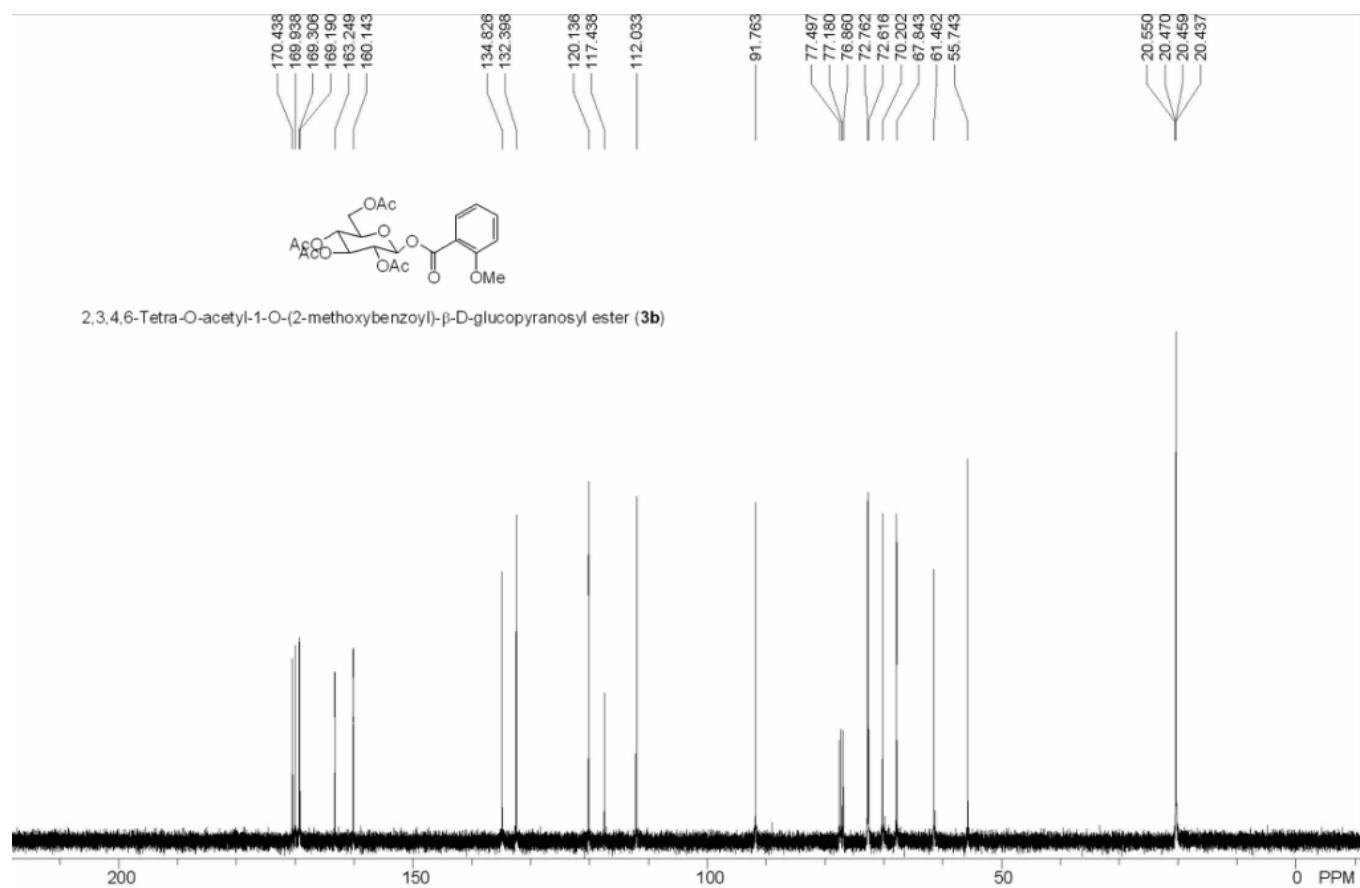 170.438
169.938
169.306
169.190
163.249
160.143
134.826
132.398
120.136
117.438
112.033
91.763
77.497
77.180
76.860
72.762
72.616
70.202
67.843
61.462
55.743
20.550
20.470
20.459
20.437
OAc
O
O
AcO
AcO
OAc
O
OMe
2,3,4,6-Tetra-O-acetyl-1-O-(2-methoxybenzoyl)-β-D-glucopyranosyl ester (3b)
200 150 100 50 0 PPM